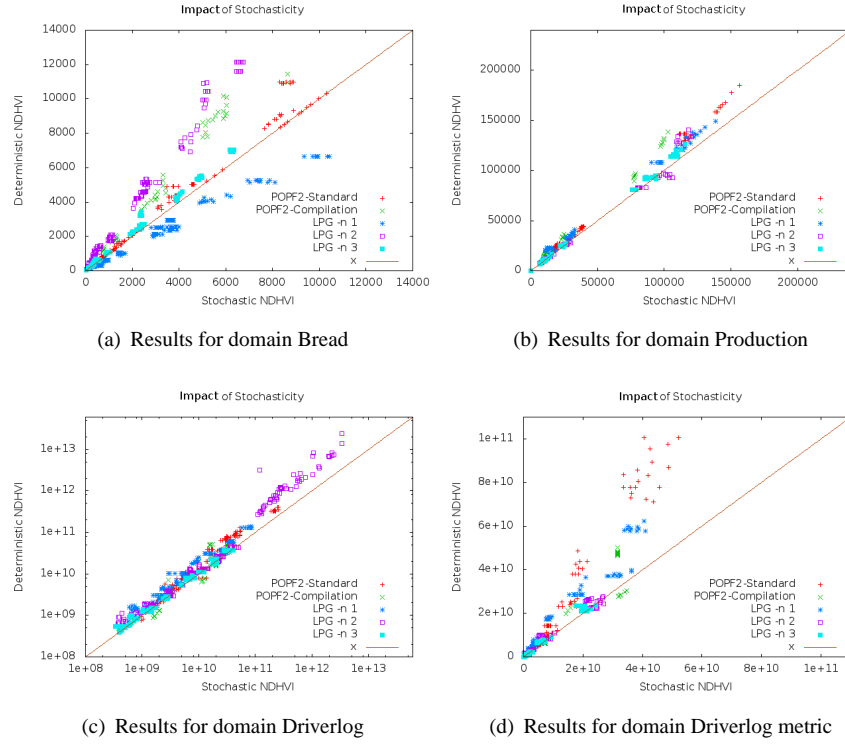 Impact of Stochasticity
Deterministic NDHVI
14000
12000
10000
8000
6000
4000
2000
0
POPF2-Standard
POPF2-Compilation
LPG -n 1
LPG -n 2
LPG -n 3
x
0 2000 4000 6000 8000 10000 12000 14000
Stochastic NDHVI
(a) Results for domain Bread
Impact of Stochasticity
Deterministic NDHVI
200000
150000
100000
50000
0
POPF2-Standard
POPF2-Compilation
LPG -n 1
LPG -n 2
LPG -n 3
x
0 50000 100000 150000 200000
Stochastic NDHVI
(b) Results for domain Production
Impact of Stochasticity
Deterministic NDHVI
1e+13
1e+12
1e+11
1e+10
1e+09
1e+08
POPF2-Standard
POPF2-Compilation
LPG -n 1
LPG -n 2
LPG -n 3
x
1e+08 1e+09 1e+10 1e+11 1e+12 1e+13
Stochastic NDHVI
(c) Results for domain Driverlog
Impact of Stochasticity
Deterministic NDHVI
1e+11
8e+10
6e+10
4e+10
2e+10
0
POPF2-Standard
POPF2-Compilation
LPG -n 1
LPG -n 2
LPG -n 3
x
0 2e+10 4e+10 6e+10 8e+10 1e+11
Stochastic NDHVI
(d) Results for domain Driverlog metric